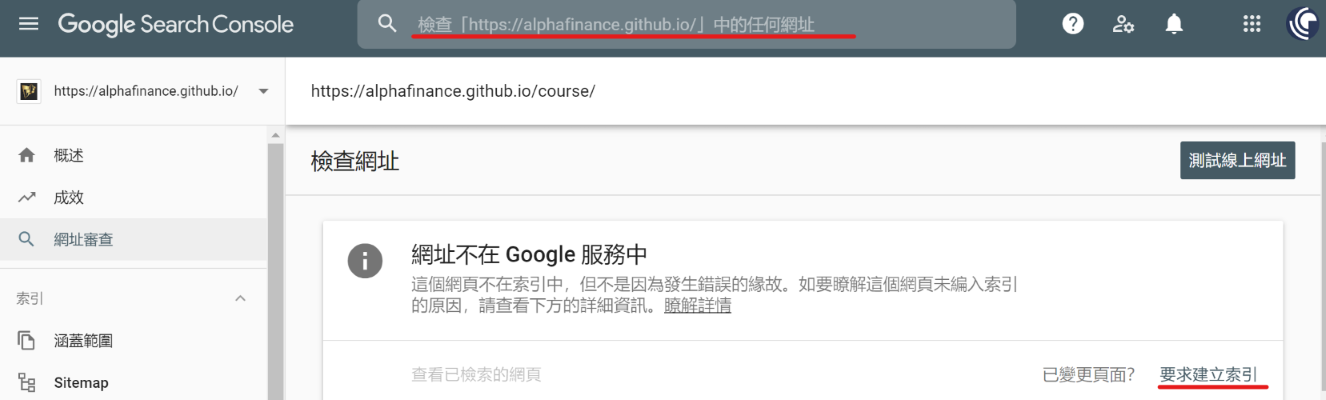 Google Search Console
檢查「https://alphafinance.github.io/」中的任何網址
https://alphafinance.github.io/
https://alphafinance.github.io/course/
概述
成效
網址審查
索引
涵蓋範圍
Sitemap
檢查網址
測試線上網址
網址不在 Google 服務中
這個網頁不在索引中，但不是因為發生錯誤的緣故。如要瞭解這個網頁未編入索引
的原因，請查看下方的詳細資訊。瞭解詳情
查看已檢索的網頁
已變更頁面？
要求建立索引